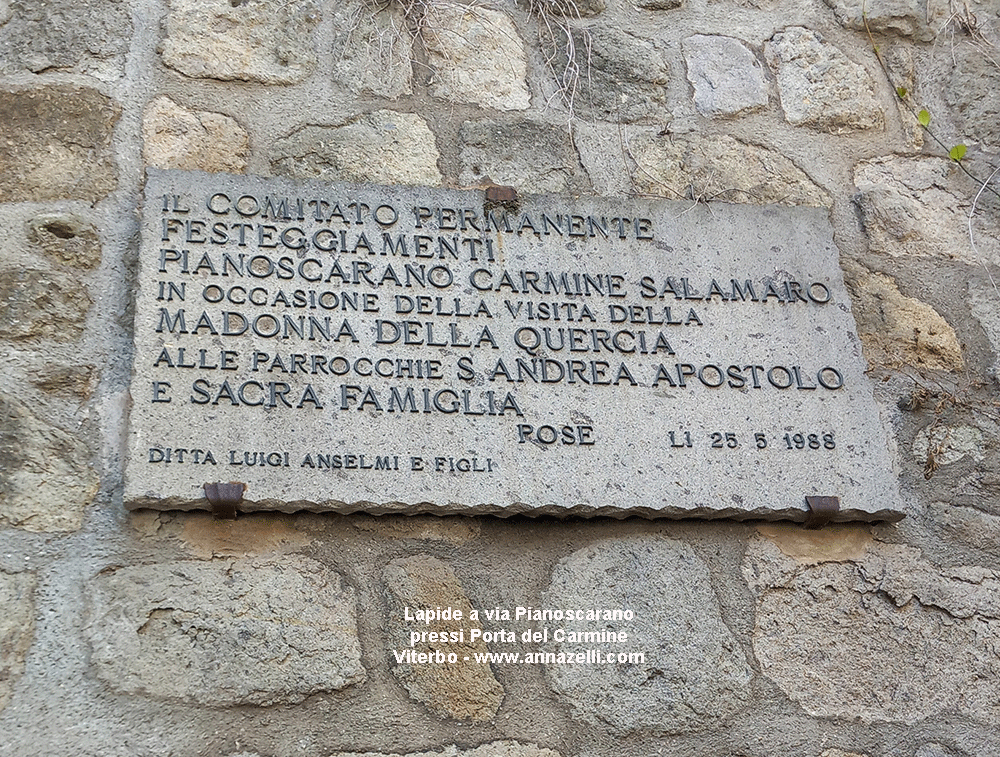 IL COMITATO PERMANENTE
FESTEGGIAMENTI
PIANOSCARANO CARMINE SALAMARO
IN OCCASIONE DELLA VISITA DELLA
MADONNA DELLA QUERCIA
ALLE PARROCCHIE S ANDREA APOSTOLO
E SACRA FAMIGLIA
POSE LI 25 5 1988
DITTA LUIGI ANSELMI E FIGLI
Lapide a via Pianoscarano
pressi Porta del Carmine
Viterbo - www.annazelli.com